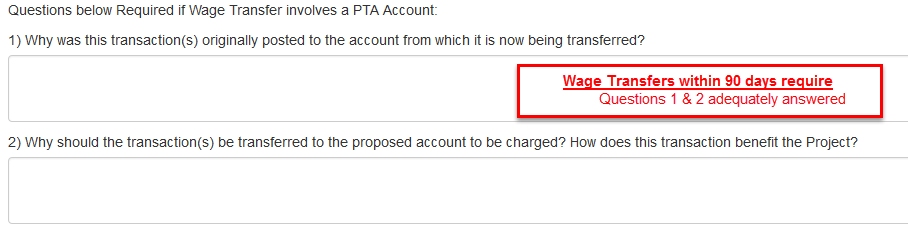 Questions below Required if Wage Transfer involves a PTA Account:
1) Why was this transaction(s) originally posted to the account from which it is now being transferred?
Wage Transfers within 90 days require
Questions 1 & 2 adequately answered
2) Why should the transaction(s) be transferred to the proposed account to be charged? How does this transaction benefit the Project?